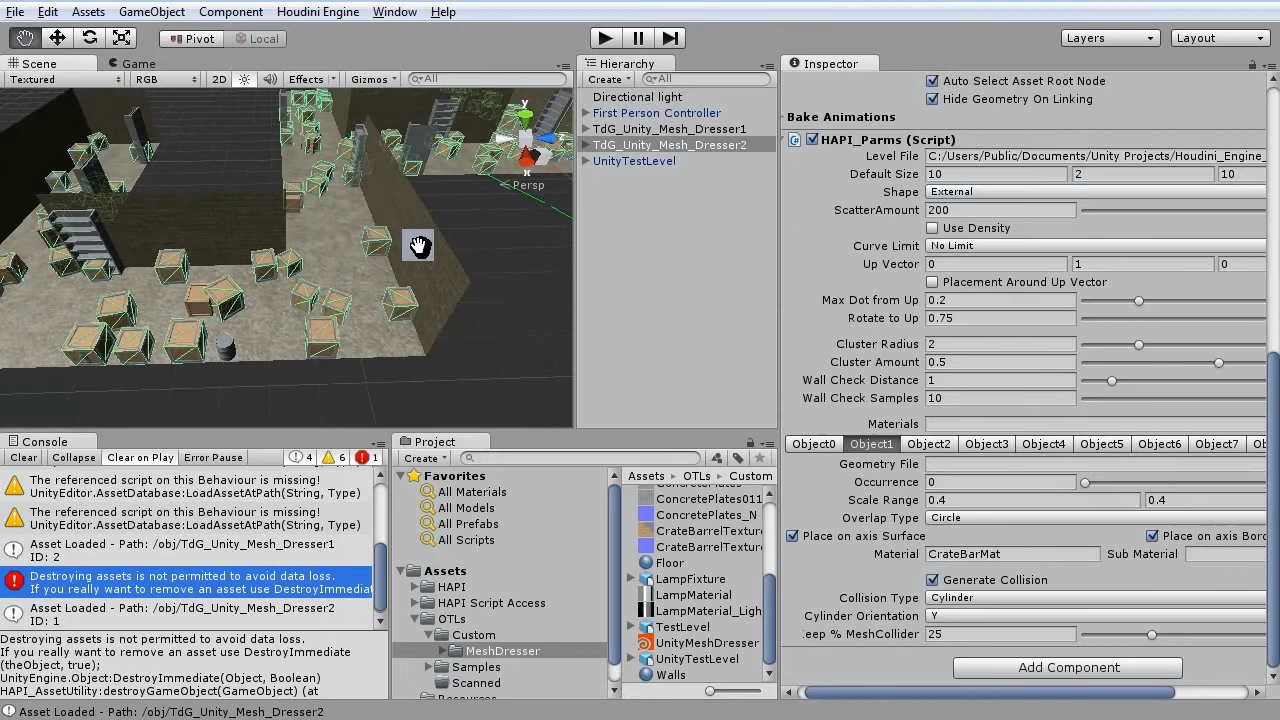 File Edit Assets GameObject Component Houdini Engine Window Help
Pivot Local Layers Layout
Scene Game
Textured RGB 2D Effects Gizmos All
y
x
Persp
Hierarchy
Create All
Directional light
First Person Controller
TdG_Unity_Mesh_Dresser1
TdG_Unity_Mesh_Dresser2
UnityTestLevel
Inspector
Auto Select Asset Root Node
Hide Geometry On Linking
Bake Animations
HAPI_Parms (Script)
Level File C:/Users/Public/Documents/Unity Projects/Houdini_Engine_
Default Size 10 2 10
Shape External
ScatterAmount 200
Use Density
Curve Limit No Limit
Up Vector 0 1 0
Placement Around Up Vector
Max Dot from Up 0.2
Rotate to Up 0.75
Cluster Radius 2
Cluster Amount 0.5
Wall Check Distance 1
Wall Check Samples 10
Materials
Object0 Object1 Object2 Object3 Object4 Object5 Object6 Object7 Ob
Geometry File
Occurrence 0
Scale Range 0.4 0.4
Overlap Type Circle
Place on axis Surface Place on axis Bord
Material CrateBarMat Sub Material
Generate Collision
Collision Type Cylinder
Cylinder Orientation Y
eep % MeshCollider 25
Add Component
Console
Clear Collapse Clear on Play Error Pause 4 6 1
The referenced script on this Behaviour is missing!
UnityEditor.AssetDatabase:LoadAssetAtPath(String, Type)
The referenced script on this Behaviour is missing!
UnityEditor.AssetDatabase:LoadAssetAtPath(String, Type)
Asset Loaded - Path: /obj/TdG_Unity_Mesh_Dresser1
ID: 2
Destroying assets is not permitted to avoid data loss.
If you really want to remove an asset use DestroyImmediat
Asset Loaded - Path: /obj/TdG_Unity_Mesh_Dresser2
ID: 1
Destroying assets is not permitted to avoid data loss.
If you really want to remove an asset use DestroyImmediate
(theObject, true);
UnityEngine.Object:DestroyImmediate(Object, Boolean)
HAPI_AssetUtility:destroyGameObject(GameObject) (at
Project
Create
Favorites
All Materials
All Models
All Prefabs
All Scripts
Assets
HAPI
HAPI Script Access
OTLs
Custom
MeshDresser
Samples
Scanned
Resources
Assets OTLs Custom
ConcretePlates
ConcretePlates011
ConcretePlates_N
CrateBarrelTexture
CrateBarrelTexture
Floor
LampFixture
LampMaterial
LampMaterial_Ligh
TestLevel
UnityMeshDresser
UnityTestLevel
Walls
Asset Loaded - Path: /obj/TdG_Unity_Mesh_Dresser2